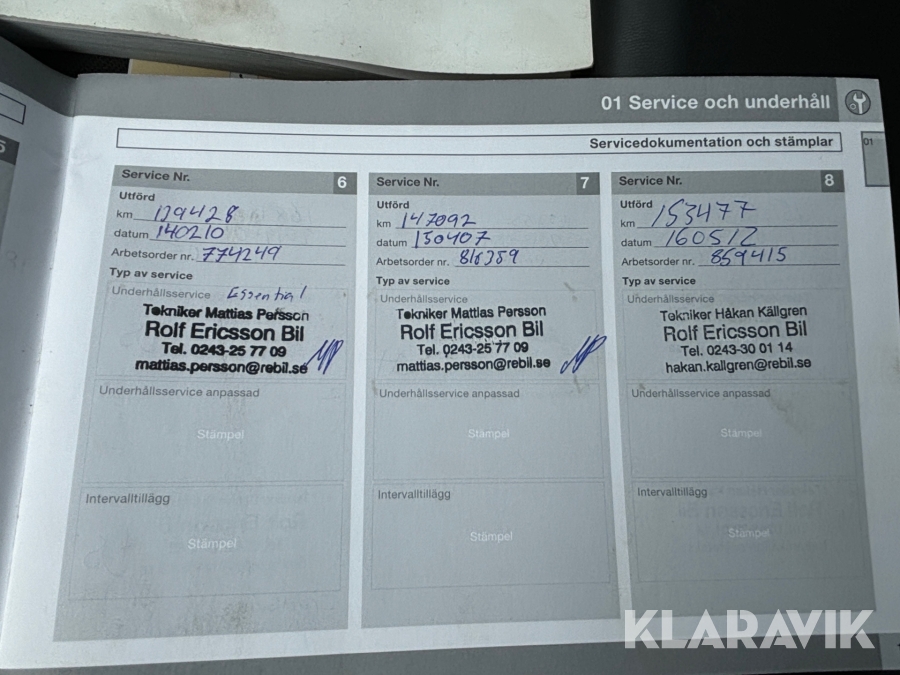 01 Service och underhåll
Servicedokumentation och stämplar
01
Service Nr. 6
Utförd
km 129428
datum 140210
Arbetsorder nr. 774249
Typ av service
Underhållsservice Essential
Tekniker Mattias Persson
Rolf Ericsson Bil
Tel. 0243-25 77 09
mattias.persson@rebil.se
MP
Underhållsservice anpassad
Stämpel
Intervalltillägg
Stämpel
Service Nr. 7
Utförd
km 147092
datum 150407
Arbetsorder nr. 816359
Typ av service
Underhållsservice
Tekniker Mattias Persson
Rolf Ericsson Bil
Tel. 0243-25 77 09
mattias.persson@rebil.se
MP
Underhållsservice anpassad
Stämpel
Intervalltillägg
Stämpel
Service Nr. 8
Utförd
km 153477
datum 160512
Arbetsorder nr. 859415
Typ av service
Underhållsservice
Tekniker Håkan Källgren
Rolf Ericsson Bil
Tel. 0243-30 01 14
hakan.kallgren@rebil.se
Underhållsservice anpassad
Stämpel
Intervalltillägg
Stämpel
KLARAVIK